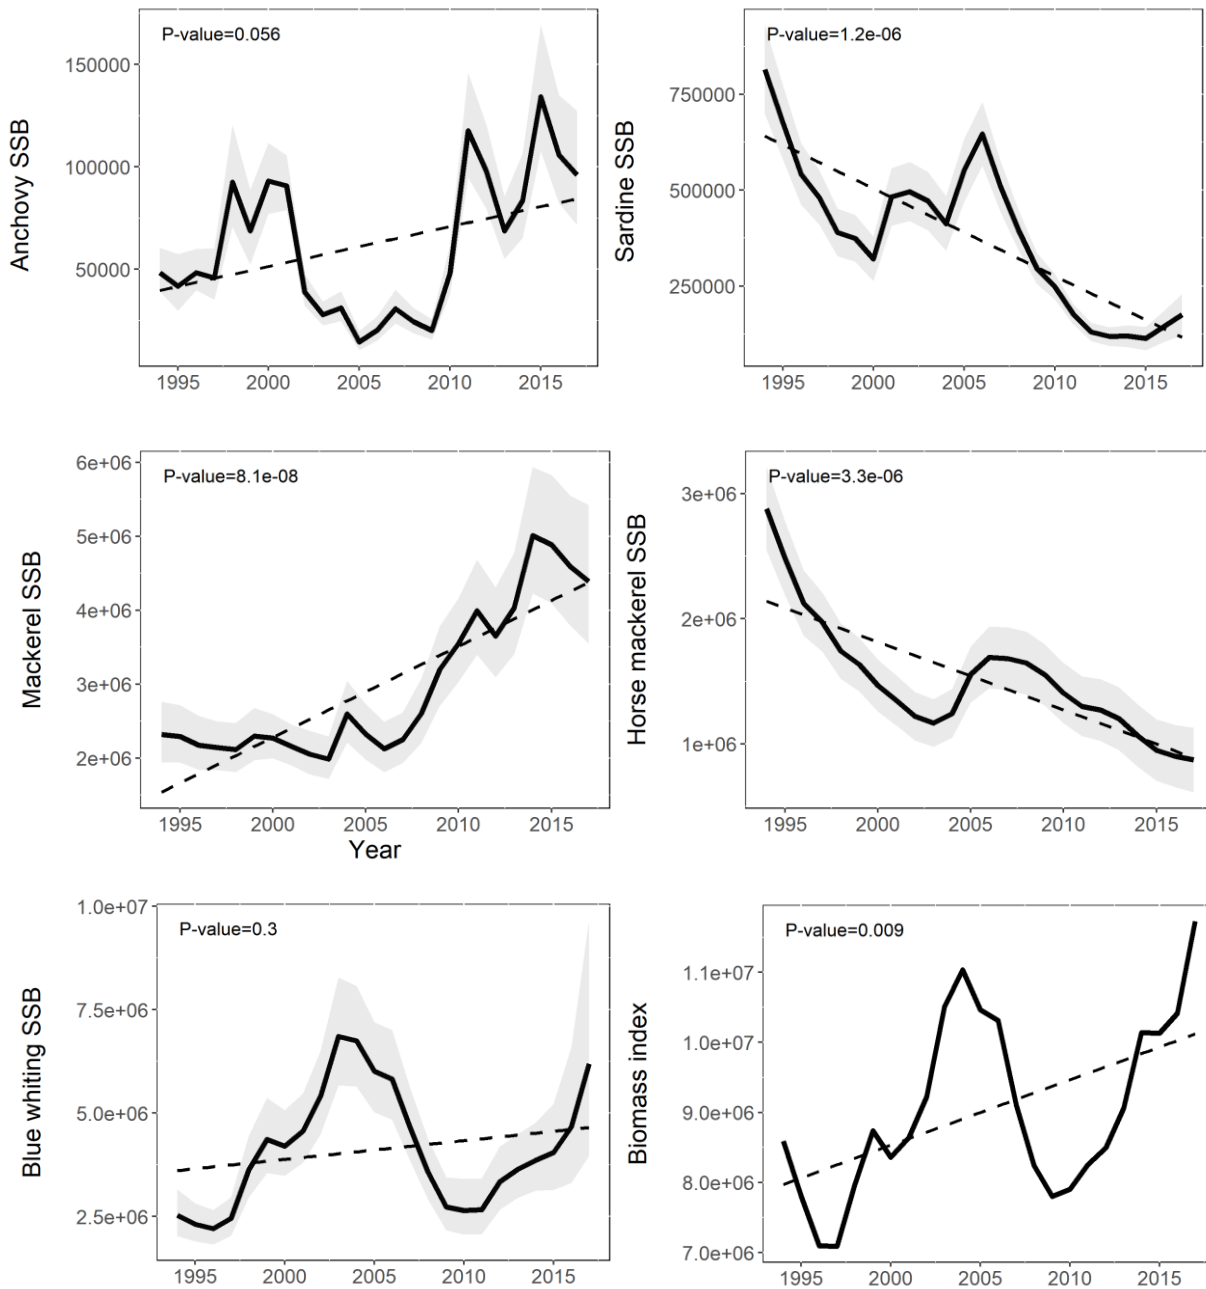 P-value=0.056
Anchovy SSB
150000
100000
50000
1995 2000 2005 2010 2015
P-value=1.2e-06
Sardine SSB
750000
500000
250000
1995 2000 2005 2010 2015
P-value=8.1e-08
Mackerel SSB
6e+06
5e+06
4e+06
3e+06
2e+06
1995 2000 2005 2010 2015
Year
P-value=3.3e-06
Horse mackerel SSB
3e+06
2e+06
1e+06
1995 2000 2005 2010 2015
P-value=0.3
Blue whiting SSB
1.0e+07
7.5e+06
5.0e+06
2.5e+06
1995 2000 2005 2010 2015
P-value=0.009
Biomass index
1.1e+07
1.0e+07
9.0e+06
8.0e+06
7.0e+06
1995 2000 2005 2010 2015